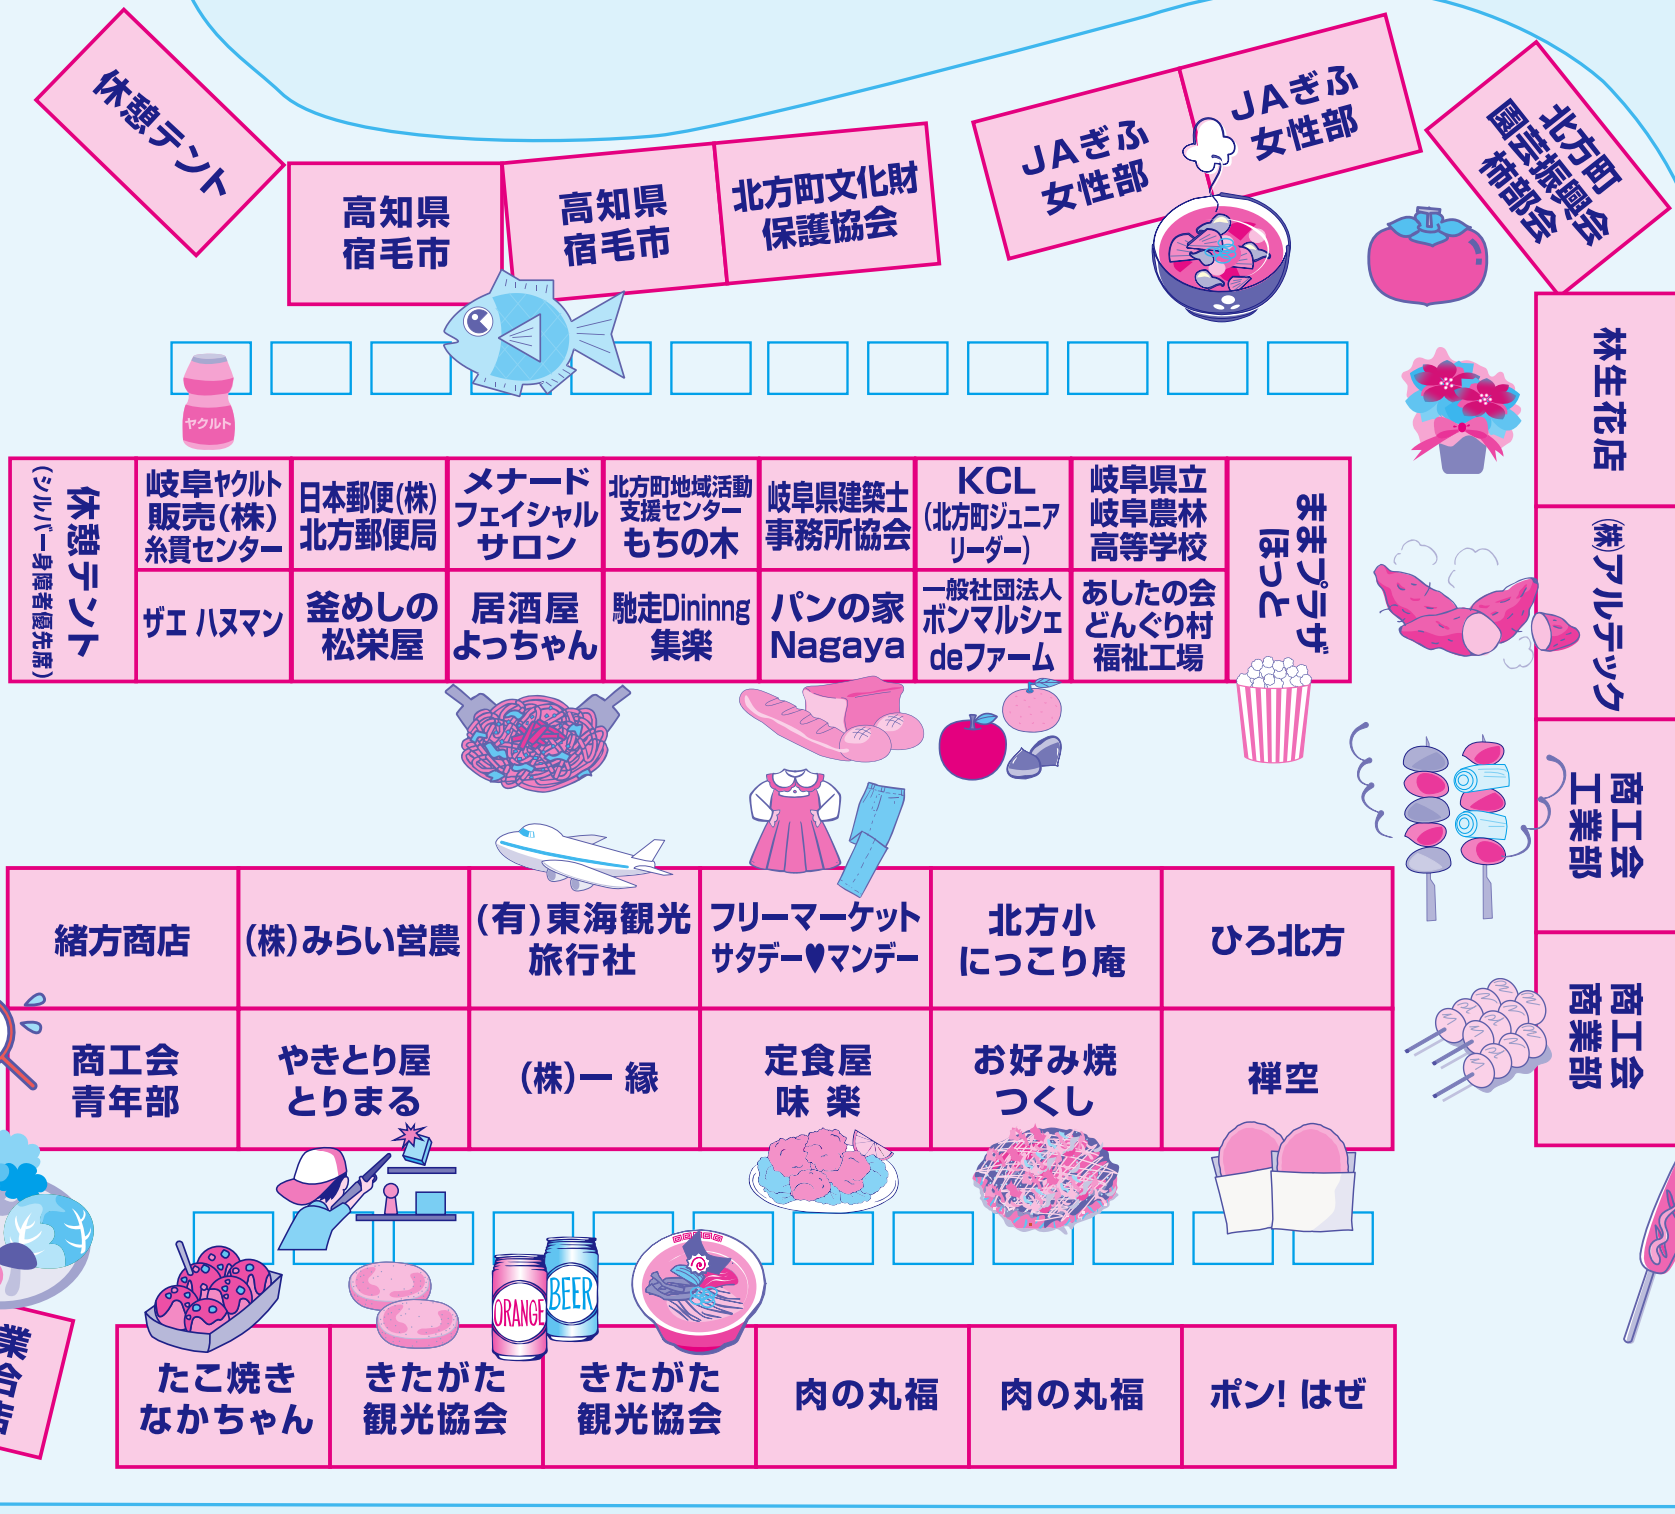 休憩テント
高知県
宿毛市
高知県
宿毛市
北方町文化財
保護協会
JAぎふ
女性部
JAぎふ
女性部
北方町
園芸振興会
柿部会
ヤクルト
林生花店
(株)アルテック
商工会
工業部
商工会
商業部
休憩テント
(シルバー身障者優先席)
岐阜ヤクルト
販売(株)
糸貫センター
日本郵便(株)
北方郵便局
メナード
フェイシャル
サロン
北方町地域活動
支援センター
もちの木
岐阜県建築士
事務所協会
KCL
(北方町ジュニア
リーダー)
岐阜県立
岐阜農林
高等学校
ままプラザ
ほっと
ザエ ハヌマン
釜めしの
松栄屋
居酒屋
よっちゃん
馳走Dininng
集楽
パンの家
Nagaya
一般社団法人
ボンマルシェ
deファーム
あしたの会
どんぐり村
福祉工場
緒方商店
(株)みらい営農
(有)東海観光
旅行社
フリーマーケット
サタデー♥マンデー
北方小
にっこり庵
ひろ北方
商工会
青年部
やきとり屋
とりまる
(株)一 縁
定食屋
味 楽
お好み焼
つくし
禅空
ORANGE
BEER
たこ焼き
なかちゃん
きたがた
観光協会
きたがた
観光協会
肉の丸福
肉の丸福
ポン! はぜ
業
合
店